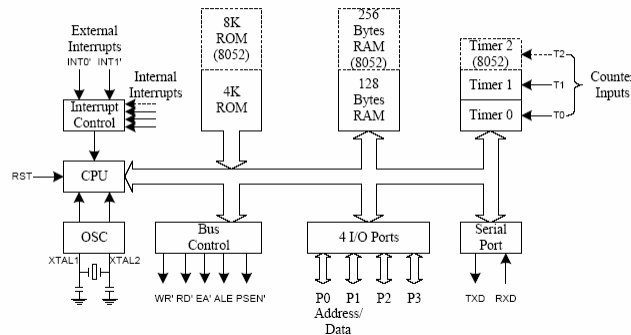 External
Interrupts
INT0' INT1'
Internal
Interrupts
Interrupt
Control
8K
ROM
(8052)
4K
ROM
256
Bytes
RAM
(8052)
128
Bytes
RAM
Timer 2
(8052)
Timer 1
Timer 0
T2
T1
T0
Counter
Inputs
RST
CPU
OSC
XTAL1 XTAL2
Bus
Control
WR' RD' EA' ALE PSEN'
4 I/O Ports
P0 P1 P2 P3
Address/
Data
Serial
Port
TXD RXD